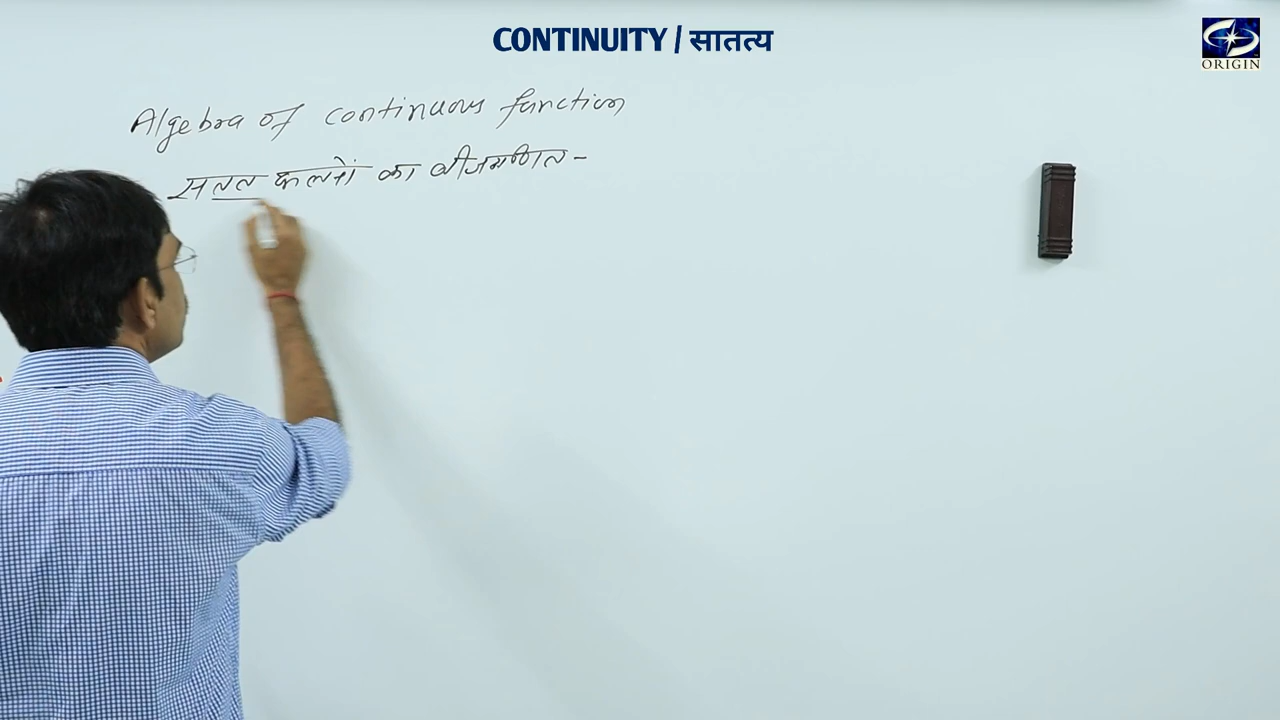 CONTINUITY / सातत्य
ORIGIN
Algebra of continuous function
सतत फलनों का बीजगणित -